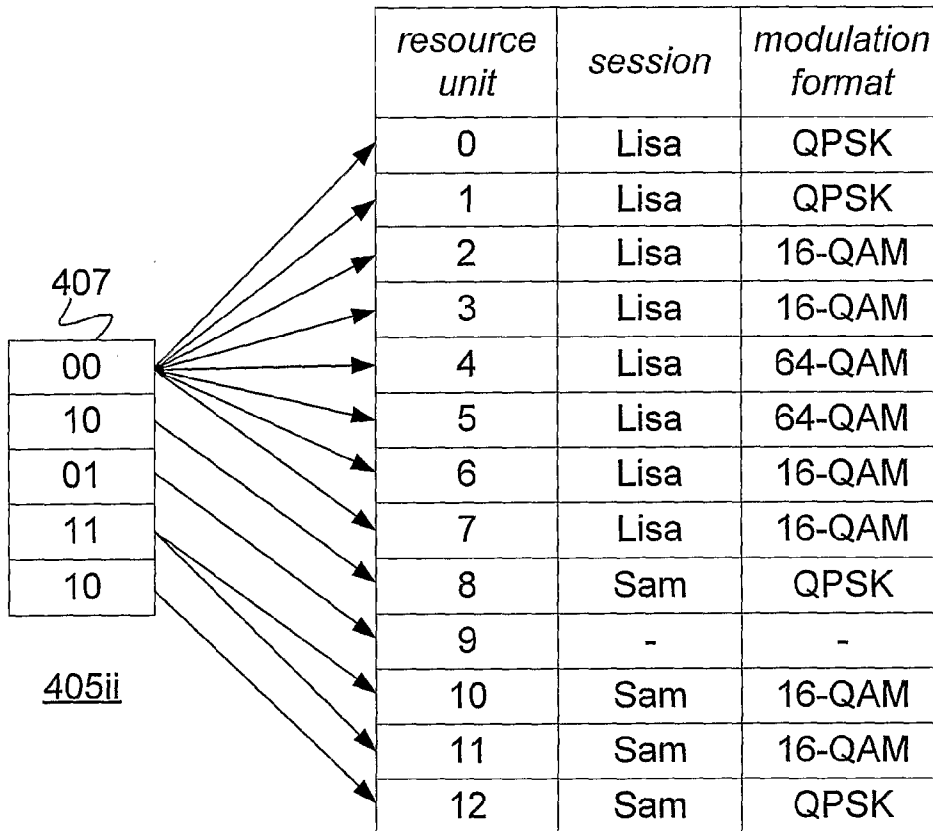 resource unit session modulation format
0 Lisa QPSK
1 Lisa QPSK
2 Lisa 16-QAM
3 Lisa 16-QAM
4 Lisa 64-QAM
5 Lisa 64-QAM
6 Lisa 16-QAM
7 Lisa 16-QAM
8 Sam QPSK
9 - -
10 Sam 16-QAM
11 Sam 16-QAM
12 Sam QPSK
407
00
10
01
11
10
405ii